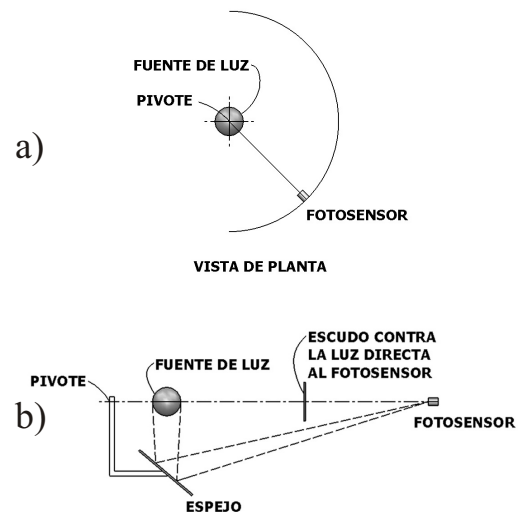 a)
FUENTE DE LUZ
PIVOTE
FOTOSENSOR
VISTA DE PLANTA
b)
PIVOTE
FUENTE DE LUZ
ESCUDO CONTRA
LA LUZ DIRECTA
AL FOTOSENSOR
FOTOSENSOR
ESPEJO